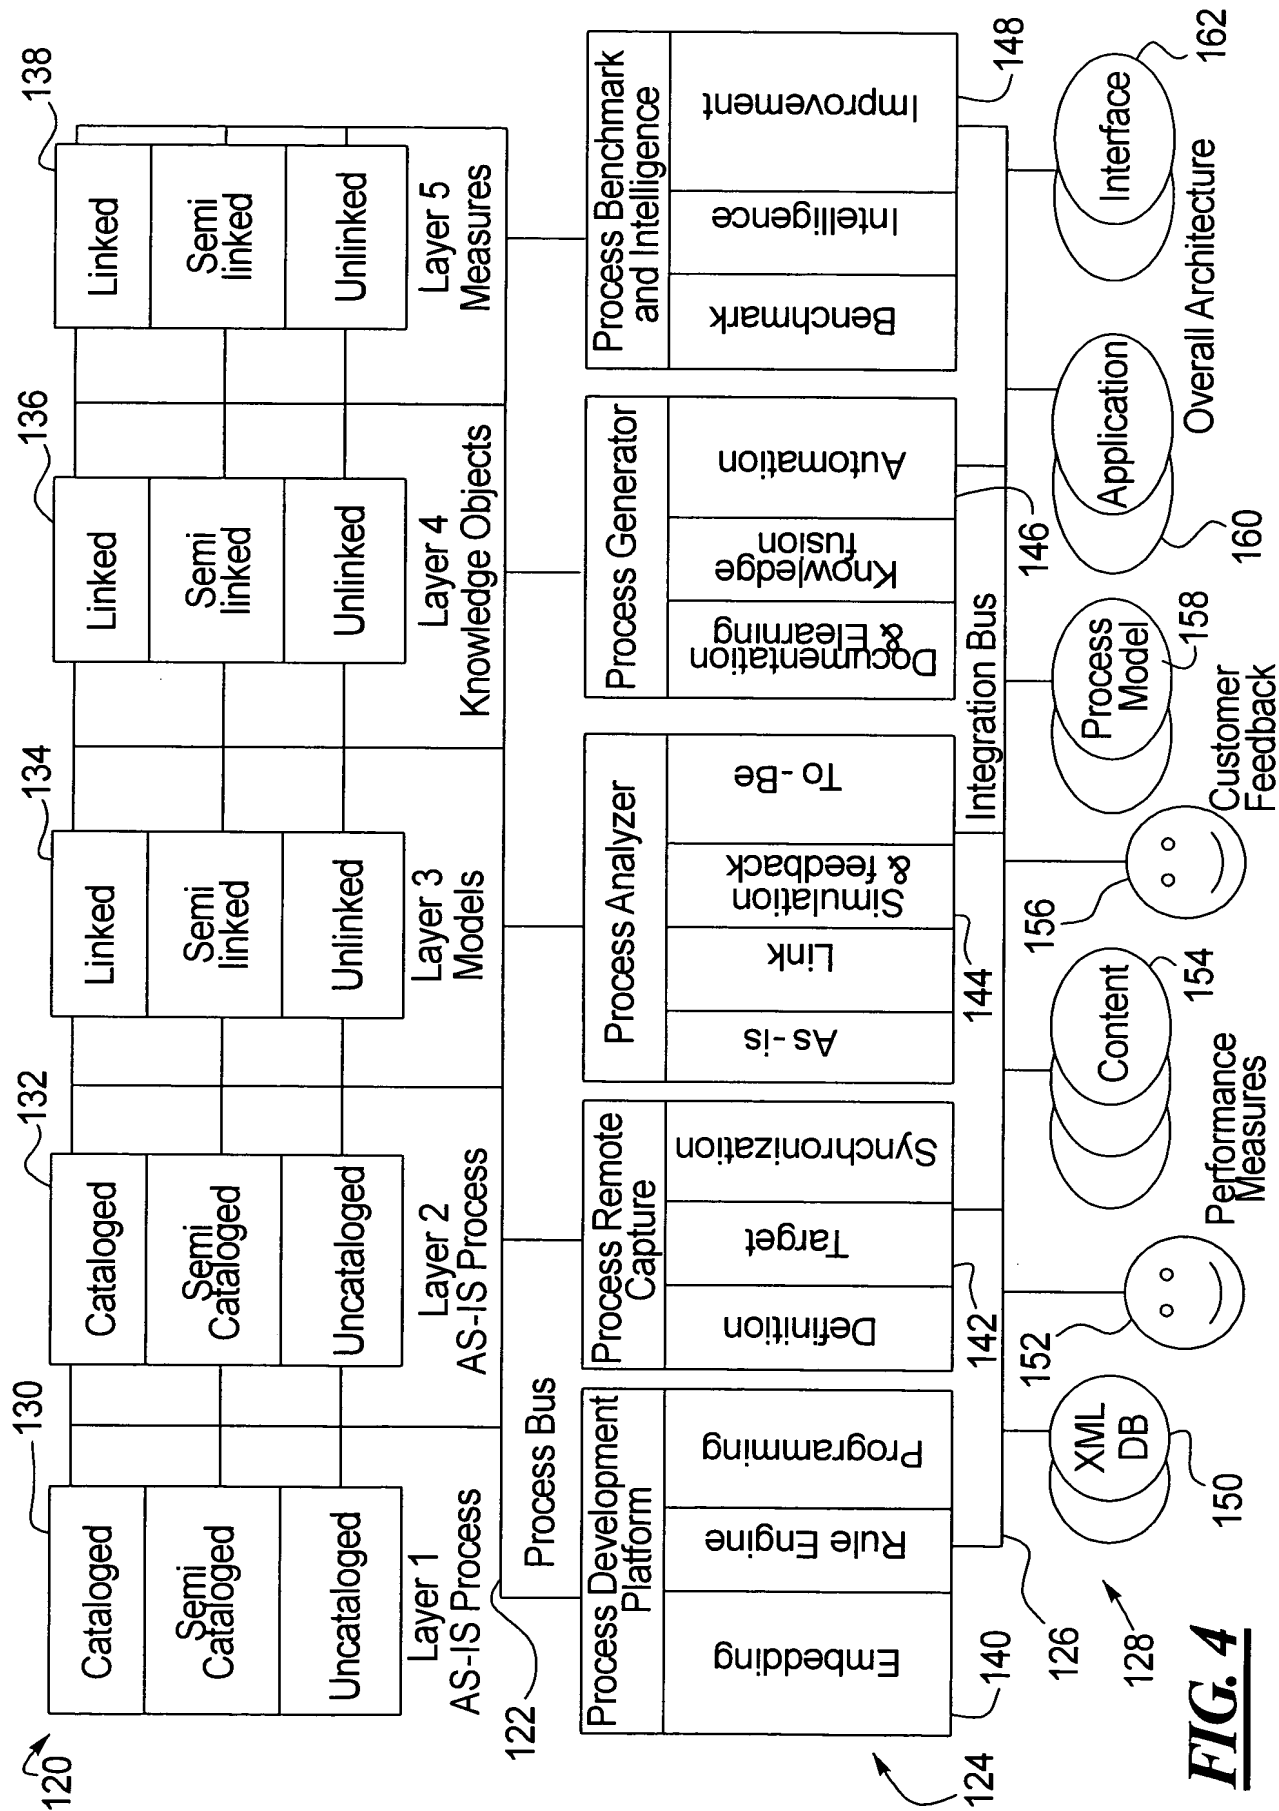 138
136
134
132
130
120
Cataloged
Semi
Cataloged
Uncataloged
Layer 1
AS-IS Process
Cataloged
Semi
Cataloged
Uncataloged
Layer 2
AS-IS Process
Linked
Semi
linked
Unlinked
Layer 3
Models
Linked
Semi
linked
Unlinked
Layer 4
Knowledge Objects
Linked
Semi
linked
Unlinked
Layer 5
Measures
122
Process Bus
Process Development
Platform
Embedding
Rule Engine
Programming
140
Process Remote
Capture
Definition
Target
Synchronization
142
Process Analyzer
As-is
Link
Simulation
& feedback
To-Be
144
Process Generator
Documentation
& Elearning
Knowledge
fusion
Automation
146
Process Benchmark
and Intelligence
Benchmark
Intelligence
Improvement
148
124
126
Integration Bus
128
XML
DB
150
152
Performance
Measures
Content
154
156
Customer
Feedback
Process
Model
158
Application
160
Interface
162
Overall Architecture
FIG. 4